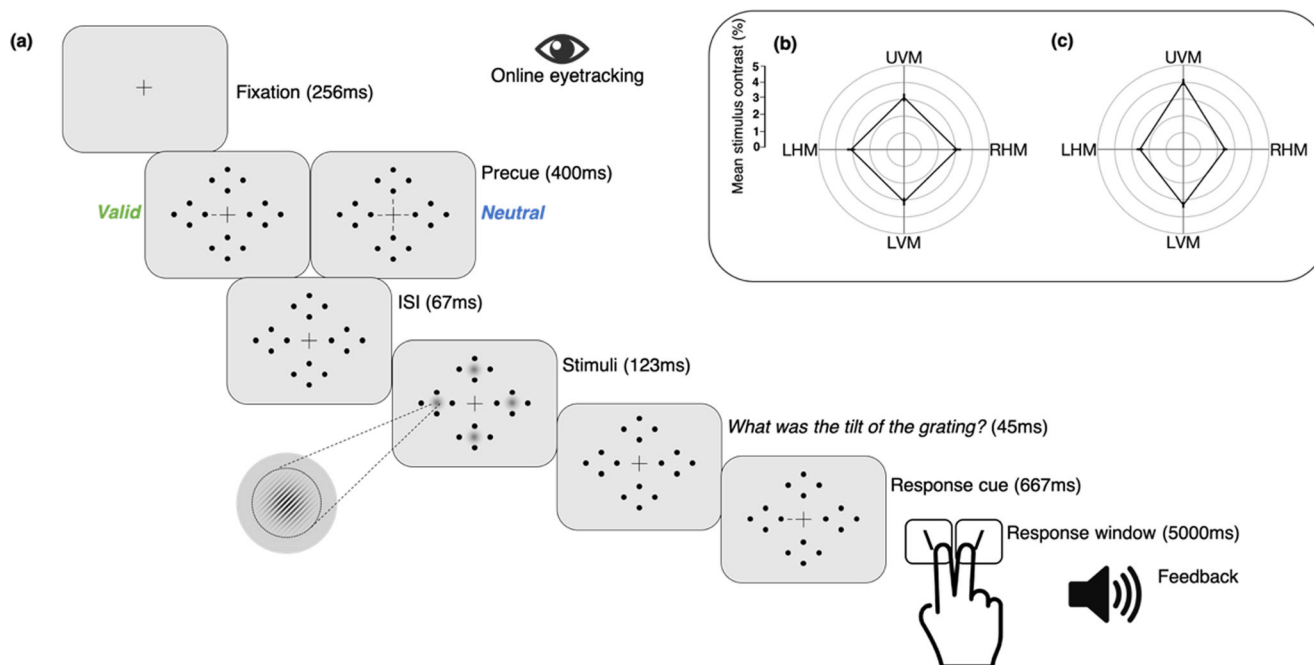 (a)
Fixation (256ms)
Online eyetracking
Valid
Precue (400ms)
Neutral
ISI (67ms)
Stimuli (123ms)
What was the tilt of the grating? (45ms)
Response cue (667ms)
Response window (5000ms)
Feedback
(b)
Mean stimulus contrast (%)
5
4
3
2
1
0
UVM
LHM
RHM
LVM
(c)
UVM
LHM
RHM
LVM